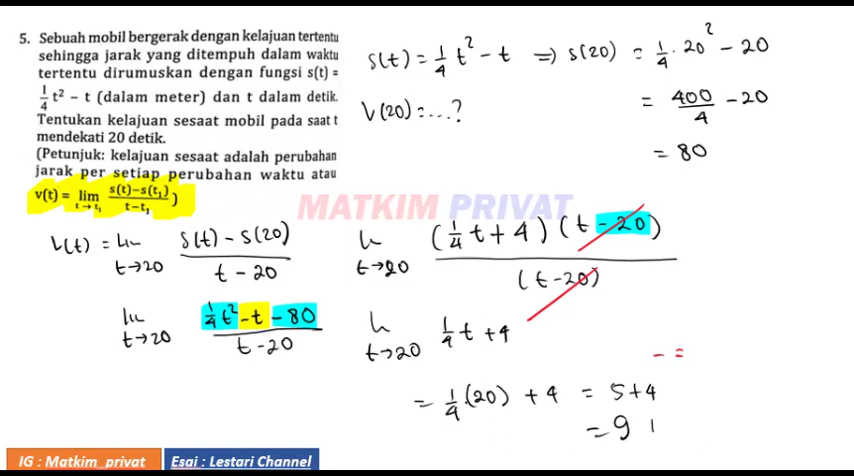 5. Sebuah mobil bergerak dengan kelajuan tertentu
sehingga jarak yang ditempuh dalam waktu
tertentu dirumuskan dengan fungsi s(t) =
1/4 t² − t (dalam meter) dan t dalam detik.
Tentukan kelajuan sesaat mobil pada saat t
mendekati 20 detik.
(Petunjuk: kelajuan sesaat adalah perubahan
jarak per setiap perubahan waktu atau
v(t) = lim t→t₁ s(t)−s(t₁) / t−t₁ )
s(t) = 1/4 t² − t ⇒ s(20) = 1/4 · 20² − 20
V(20) = ...?
= 400/4 − 20
= 80
MATKIM PRIVAT
V(t) = lim t→20 s(t) − s(20) / t − 20
lim t→20 1/4 t² − t − 80 / t − 20
lim t→20 (1/4 t + 4)(t − 20) / (t − 20)
lim t→20 1/4 t + 4
− =
= 1/4 (20) + 4 = 5 + 4
= 9
IG : Matkim_privat
Esai : Lestari Channel